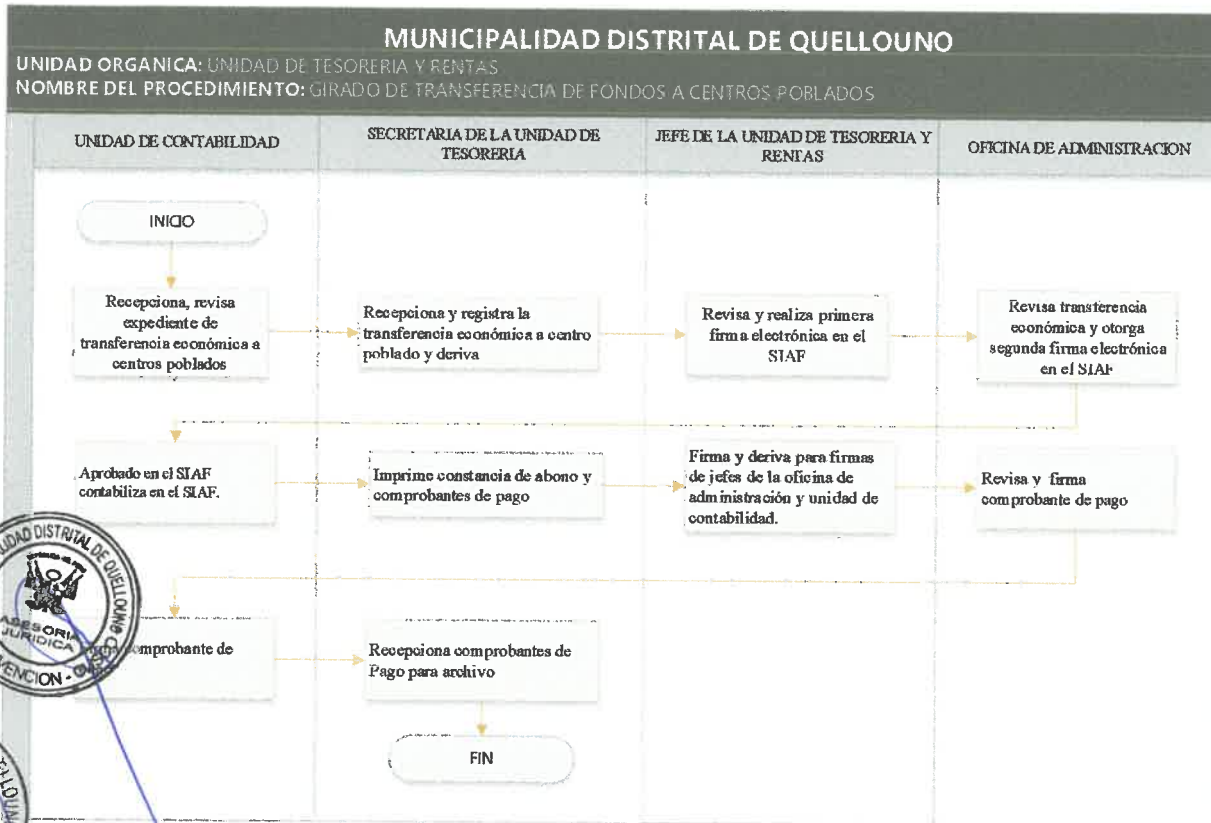 MUNICIPALIDAD DISTRITAL DE QUELLOUNO
UNIDAD ORGANICA: UNIDAD DE TESORERIA Y RENTAS
NOMBRE DEL PROCEDIMIENTO: GIRADO DE TRANSFERENCIA DE FONDOS A CENTROS POBLADOS
UNIDAD DE CONTABILIDAD
SECRETARIA DE LA UNIDAD DE
TESORERIA
JEFE DE LA UNIDAD DE TESORERIA Y
RENTAS
OFICINA DE ADMINISTRACION
INICIO
Recepciona, revisa
expediente de
transferencia económica a
centros poblados
Recepciona y registra la
transferencia económica a centro
poblado y deriva
Revisa y realiza primera
firma electrónica en el
SIAF
Revisa transferencia
económica y otorga
segunda firma electrónica
en el SIAF
Aprobado en el SIAF
contabiliza en el SIAF.
Imprime constancia de abono y
comprobantes de pago
Firma y deriva para firmas
de jefes de la oficina de
administración y unidad de
contabilidad.
Revisa y firma
comprobante de pago
omprobante de
Recepciona comprobantes de
Pago para archivo
FIN
DISTRITAL DE QUELLOUNO
ASESORIA
JURIDICA